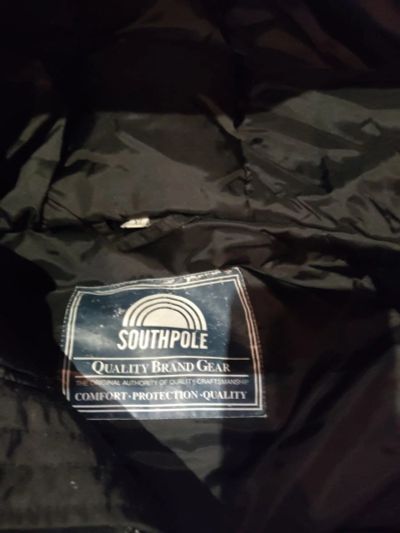 SOUTHPOLE
QUALITY BRAND GEAR
THE ORIGINAL AUTHORITY OF QUALITY CRAFTSMANSHIP
COMFORT · PROTECTION · QUALITY